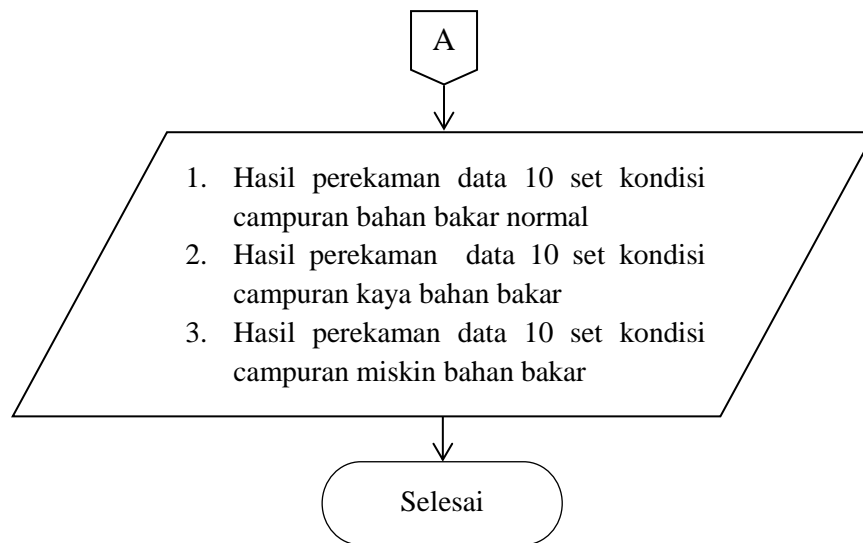 A
1. Hasil perekaman data 10 set kondisi
campuran bahan bakar normal
2. Hasil perekaman data 10 set kondisi
campuran kaya bahan bakar
3. Hasil perekaman data 10 set kondisi
campuran miskin bahan bakar
Selesai